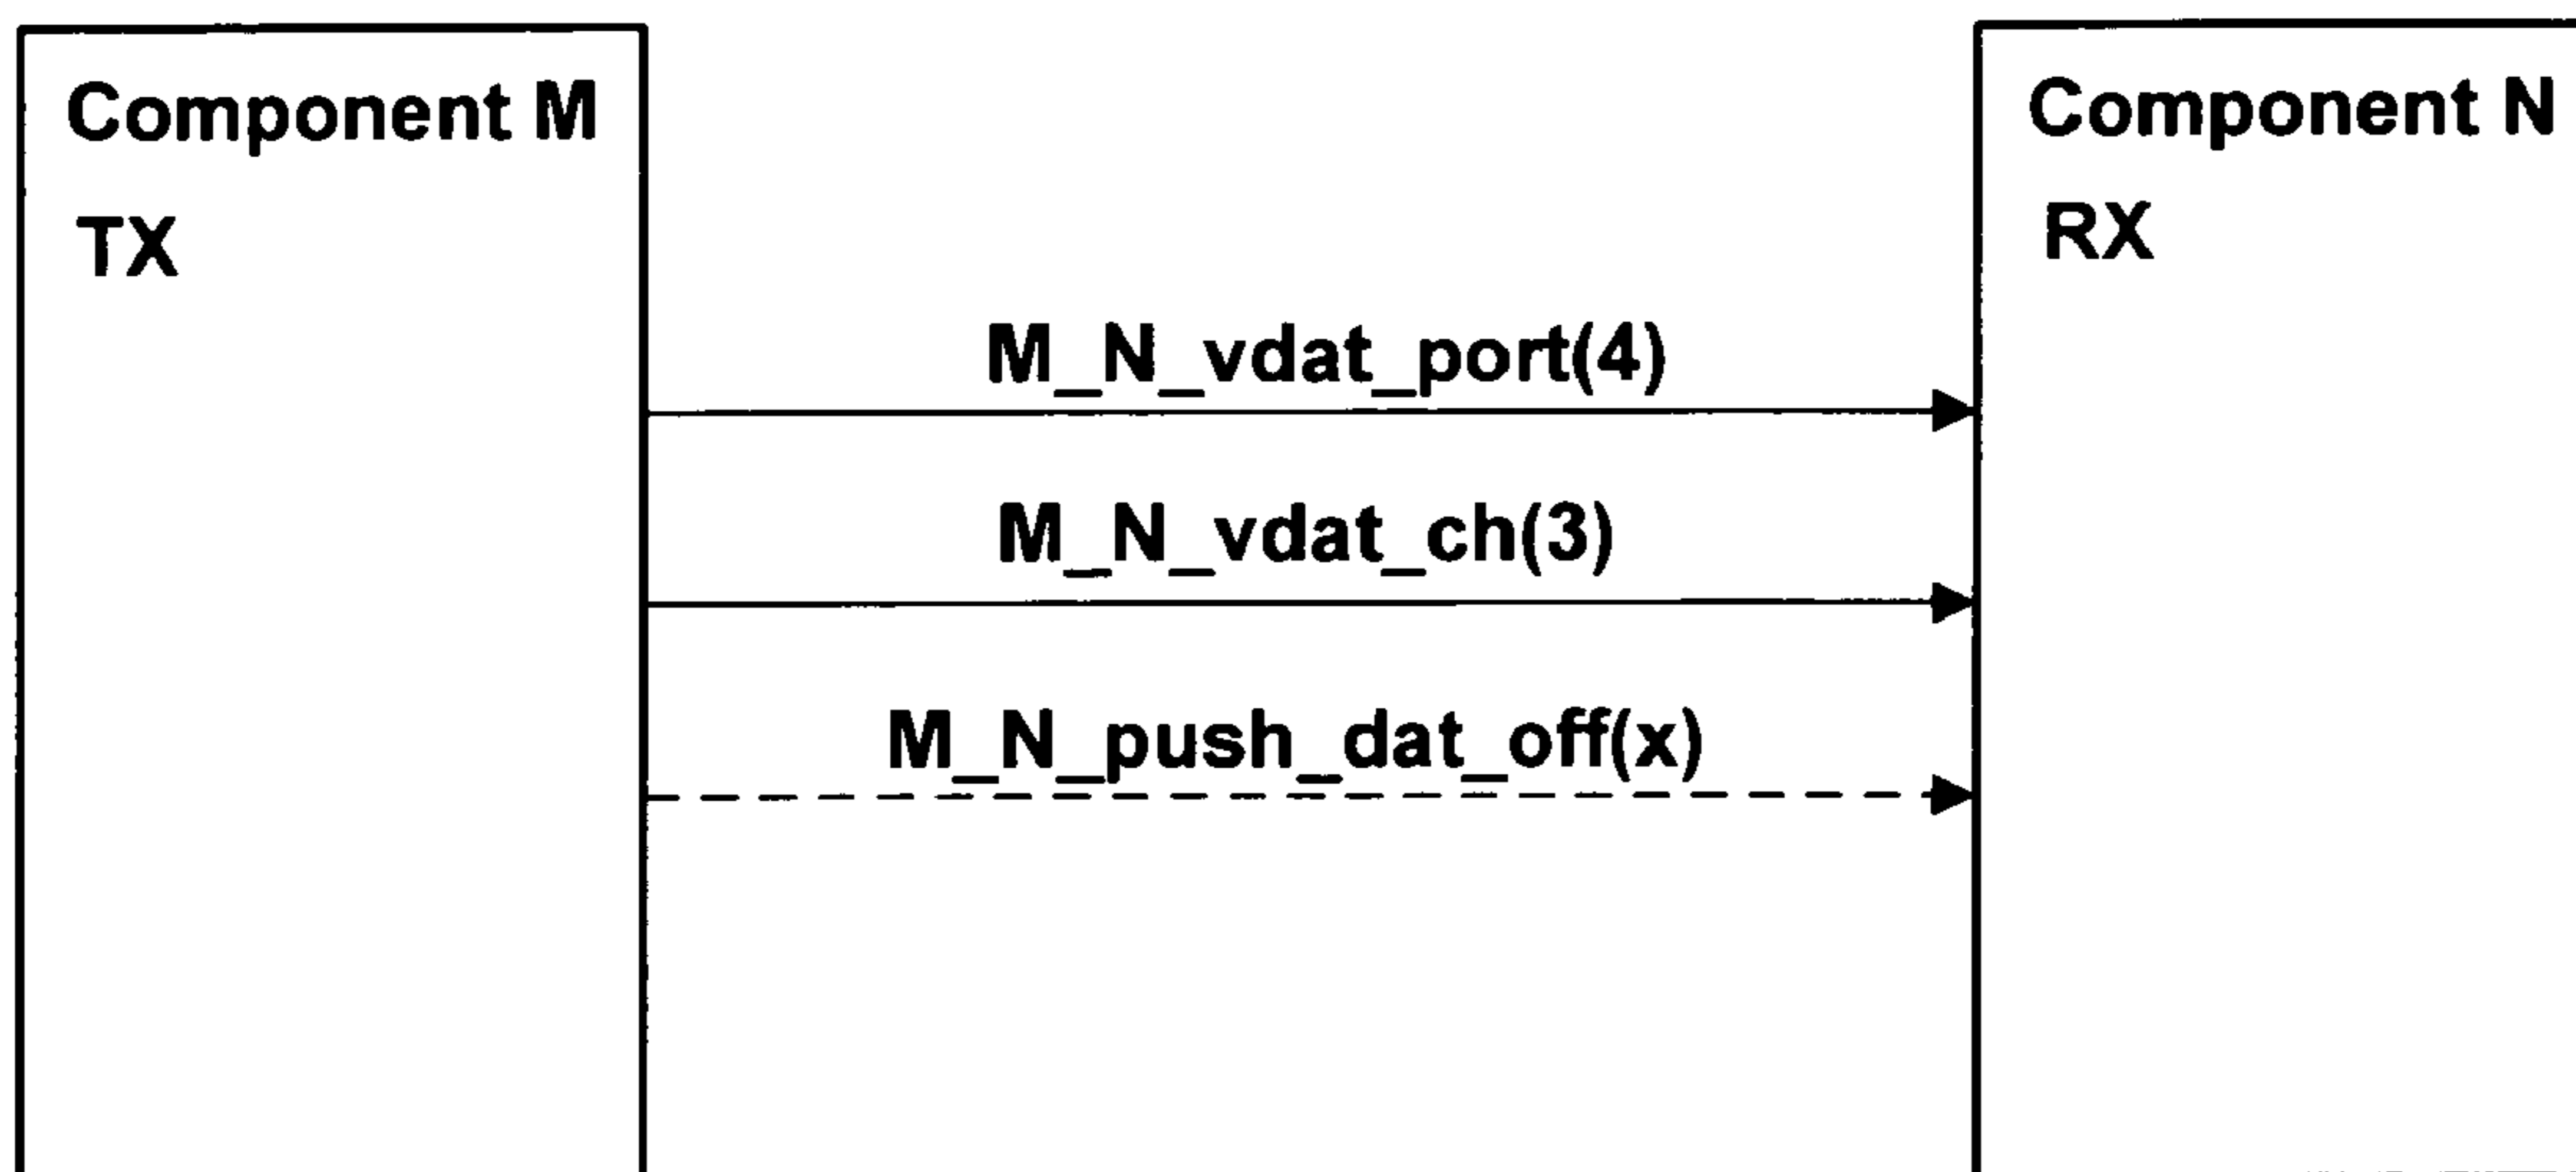 Component M
TX
Component N
RX
M_N_vdat_port(4)
M_N_vdat_ch(3)
M_N_push_dat_off(x)